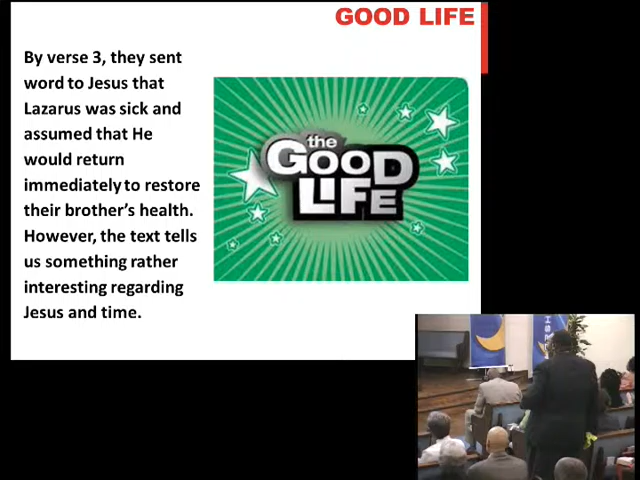 GOOD LIFE
By verse 3, they sent
word to Jesus that
Lazarus was sick and
assumed that He
would return
immediately to restore
their brother's health.
However, the text tells
us something rather
interesting regarding
Jesus and time.
the
GOOD
LIFE